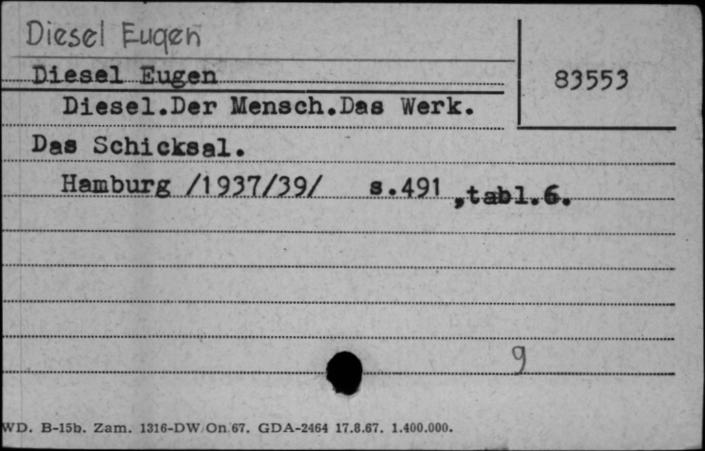 Diesel Eugen
83553
Diesel Eugen
Diesel.Der Mensch.Das Werk.
Das Schicksal.
Hamburg /1937/39/ s.491 ,tabl.6.
g
WD. B-15b. Zam. 1316-DW/On/67. GDA-2464 17.8.67. 1.400.000.